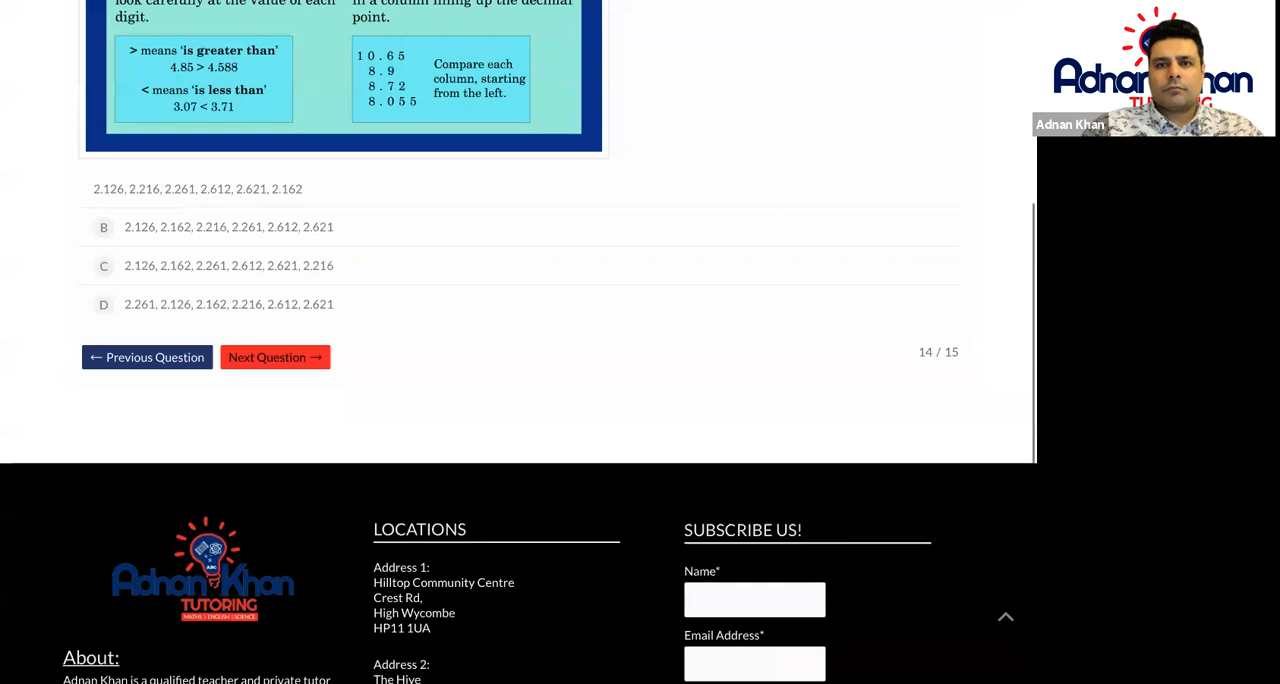 look carefully at the value of each
digit.
> means 'is greater than'
4.85 > 4.588
< means 'is less than'
3.07 < 3.71
in a column lining up the decimal
point.
10.65
8.9
8.72
8.055
Compare each
column, starting
from the left.
2.126, 2.216, 2.261, 2.612, 2.621, 2.162
B 2.126, 2.162, 2.216, 2.261, 2.612, 2.621
C 2.126, 2.162, 2.261, 2.612, 2.621, 2.216
D 2.261, 2.126, 2.162, 2.216, 2.612, 2.621
← Previous Question
Next Question →
14 / 15
Adnan Khan
Adnan Khan
TUTORING
MATHS | ENGLISH | SCIENCE
About:
Adnan Khan is a qualified teacher and private tutor
LOCATIONS
Address 1:
Hilltop Community Centre
Crest Rd,
High Wycombe
HP11 1UA
Address 2:
The Hive
SUBSCRIBE US!
Name*
Email Address*